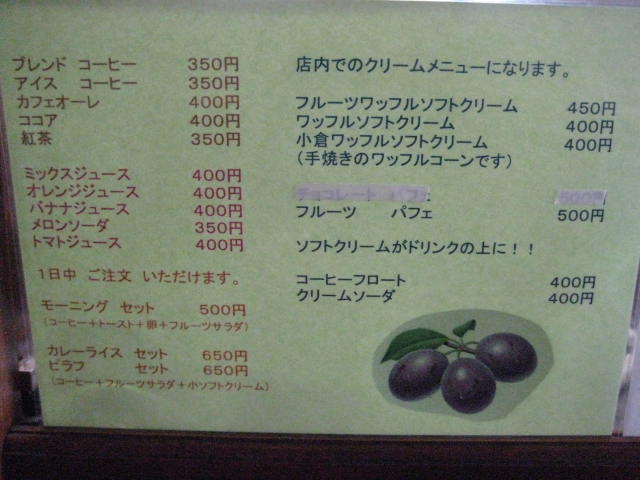 ブレンド コーヒー 350円
アイス コーヒー 350円
カフェオーレ 400円
ココア 400円
紅茶 350円
ミックスジュース 400円
オレンジジュース 400円
バナナジュース 400円
メロンソーダ 350円
トマトジュース 400円
1日中 ご注文 いただけます。
モーニング セット 500円
(コーヒー＋トースト＋卵＋フルーツサラダ)
カレーライス セット 650円
ピラフ セット 650円
(コーヒー＋フルーツサラダ＋小ソフトクリーム)
店内でのクリームメニューになります。
フルーツワッフルソフトクリーム 450円
ワッフルソフトクリーム 400円
小倉ワッフルソフトクリーム 400円
(手焼きのワッフルコーンです)
チョコレート パフェ 500円
フルーツ パフェ 500円
ソフトクリームがドリンクの上に！！
コーヒーフロート 400円
クリームソーダ 400円